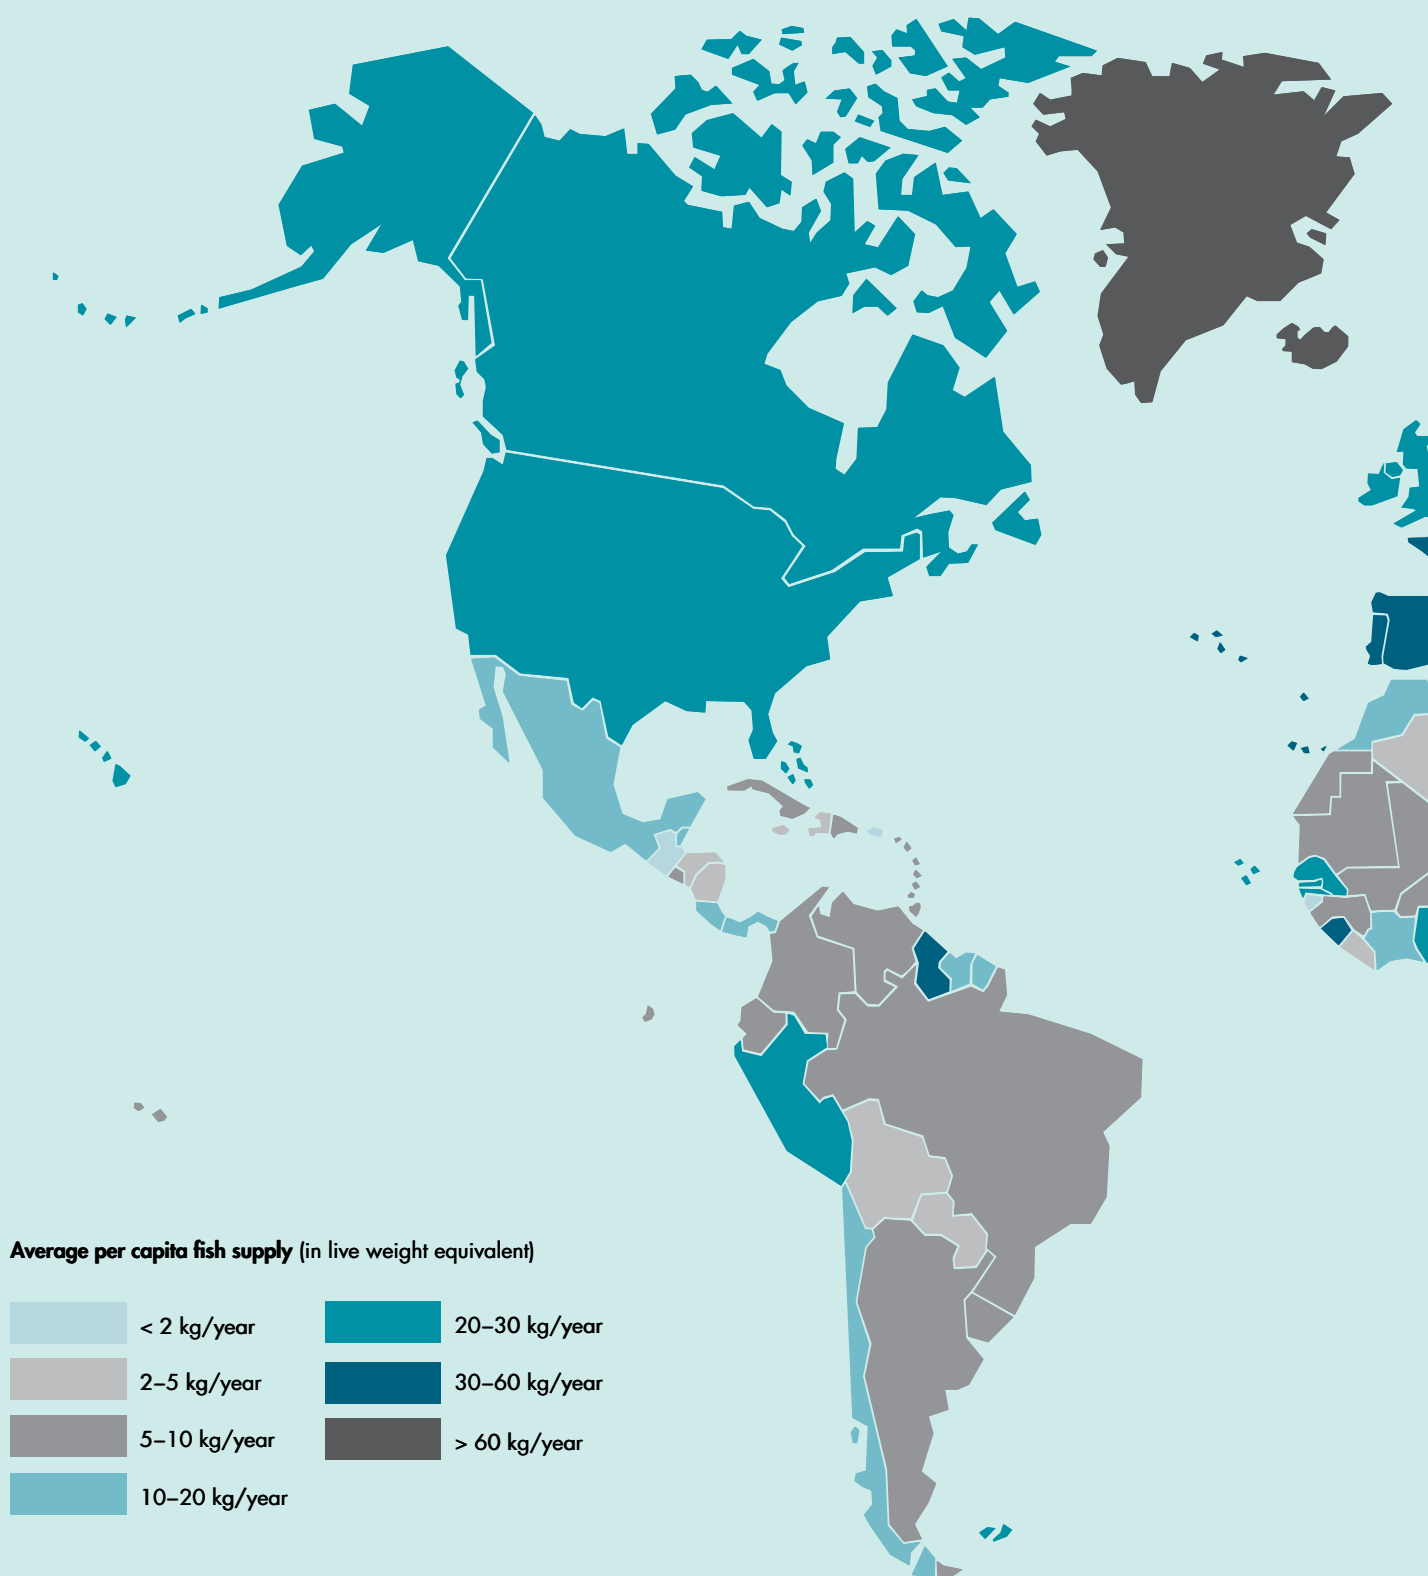 Average per capita fish supply (in live weight equivalent)
< 2 kg/year
2–5 kg/year
5–10 kg/year
10–20 kg/year
20–30 kg/year
30–60 kg/year
> 60 kg/year